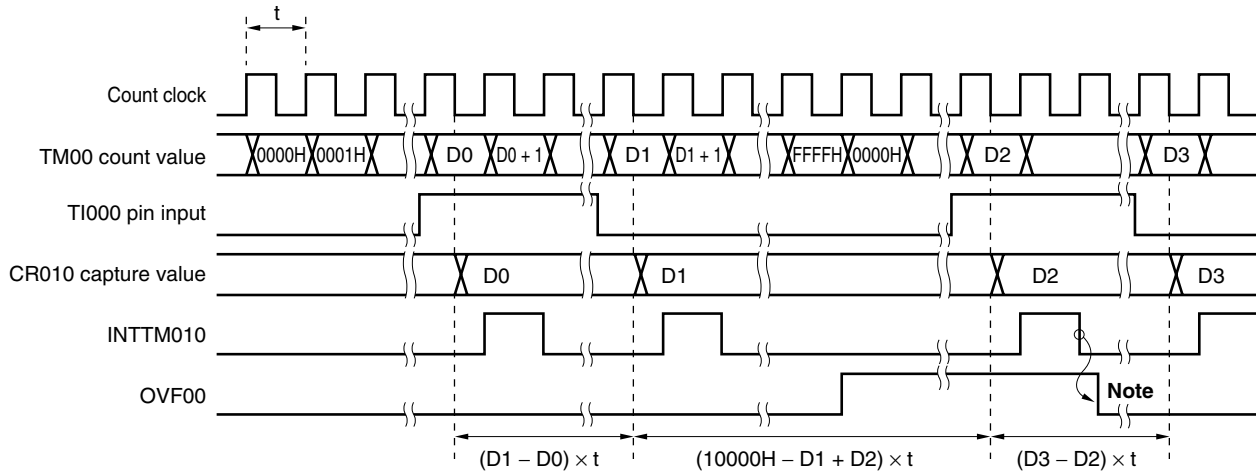 t
Count clock
TM00 count value
0000H 0001H D0 D0 + 1 D1 D1 + 1 FFFFH 0000H D2 D3
TI000 pin input
CR010 capture value
D0 D1 D2 D3
INTTM010
OVF00
Note
(D1 – D0) × t (10000H – D1 + D2) × t (D3 – D2) × t